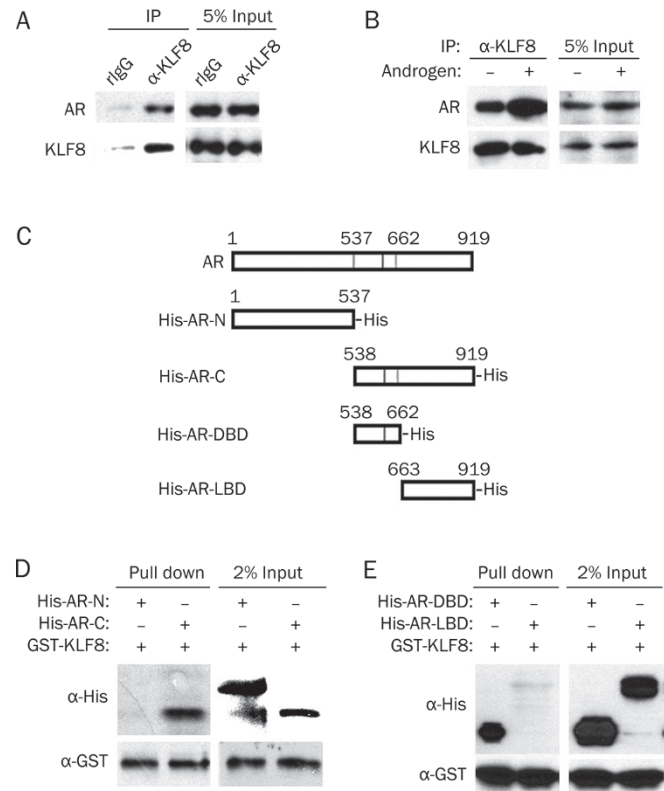 A
IP 5% Input
rIgG α-KLF8 rIgG α-KLF8
AR
KLF8
B
IP: α-KLF8 5% Input
Androgen: – + – +
AR
KLF8
C
1 537 662 919
AR
1 537
His-AR-N -His
538 919
His-AR-C -His
538 662
His-AR-DBD -His
663 919
His-AR-LBD -His
D
Pull down 2% Input
His-AR-N: + – + –
His-AR-C: – + – +
GST-KLF8: + + + +
α-His
α-GST
E
Pull down 2% Input
His-AR-DBD: + – + –
His-AR-LBD: – + – +
GST-KLF8: + + + +
α-His
α-GST